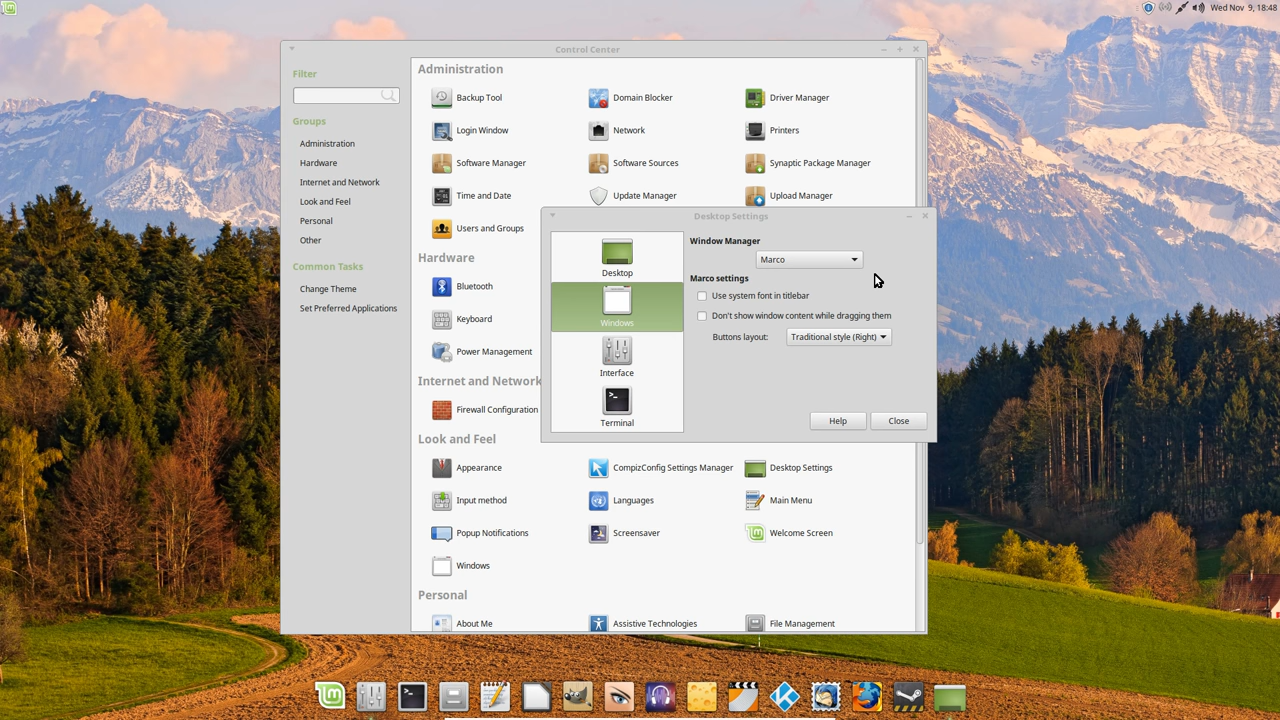 Wed Nov 9, 18:48
Control Center
Filter
Groups
Administration
Hardware
Internet and Network
Look and Feel
Personal
Other
Common Tasks
Change Theme
Set Preferred Applications
Administration
Backup Tool
Domain Blocker
Driver Manager
Login Window
Network
Printers
Software Manager
Software Sources
Synaptic Package Manager
Time and Date
Update Manager
Upload Manager
Users and Groups
Hardware
Bluetooth
Keyboard
Power Management
Internet and Network
Firewall Configuration
Look and Feel
Appearance
CompizConfig Settings Manager
Desktop Settings
Input method
Languages
Main Menu
Popup Notifications
Screensaver
Welcome Screen
Windows
Personal
About Me
Assistive Technologies
File Management
Desktop Settings
Desktop
Windows
Interface
Terminal
Window Manager
Marco
Marco settings
Use system font in titlebar
Don't show window content while dragging them
Buttons layout: Traditional style (Right)
Help
Close